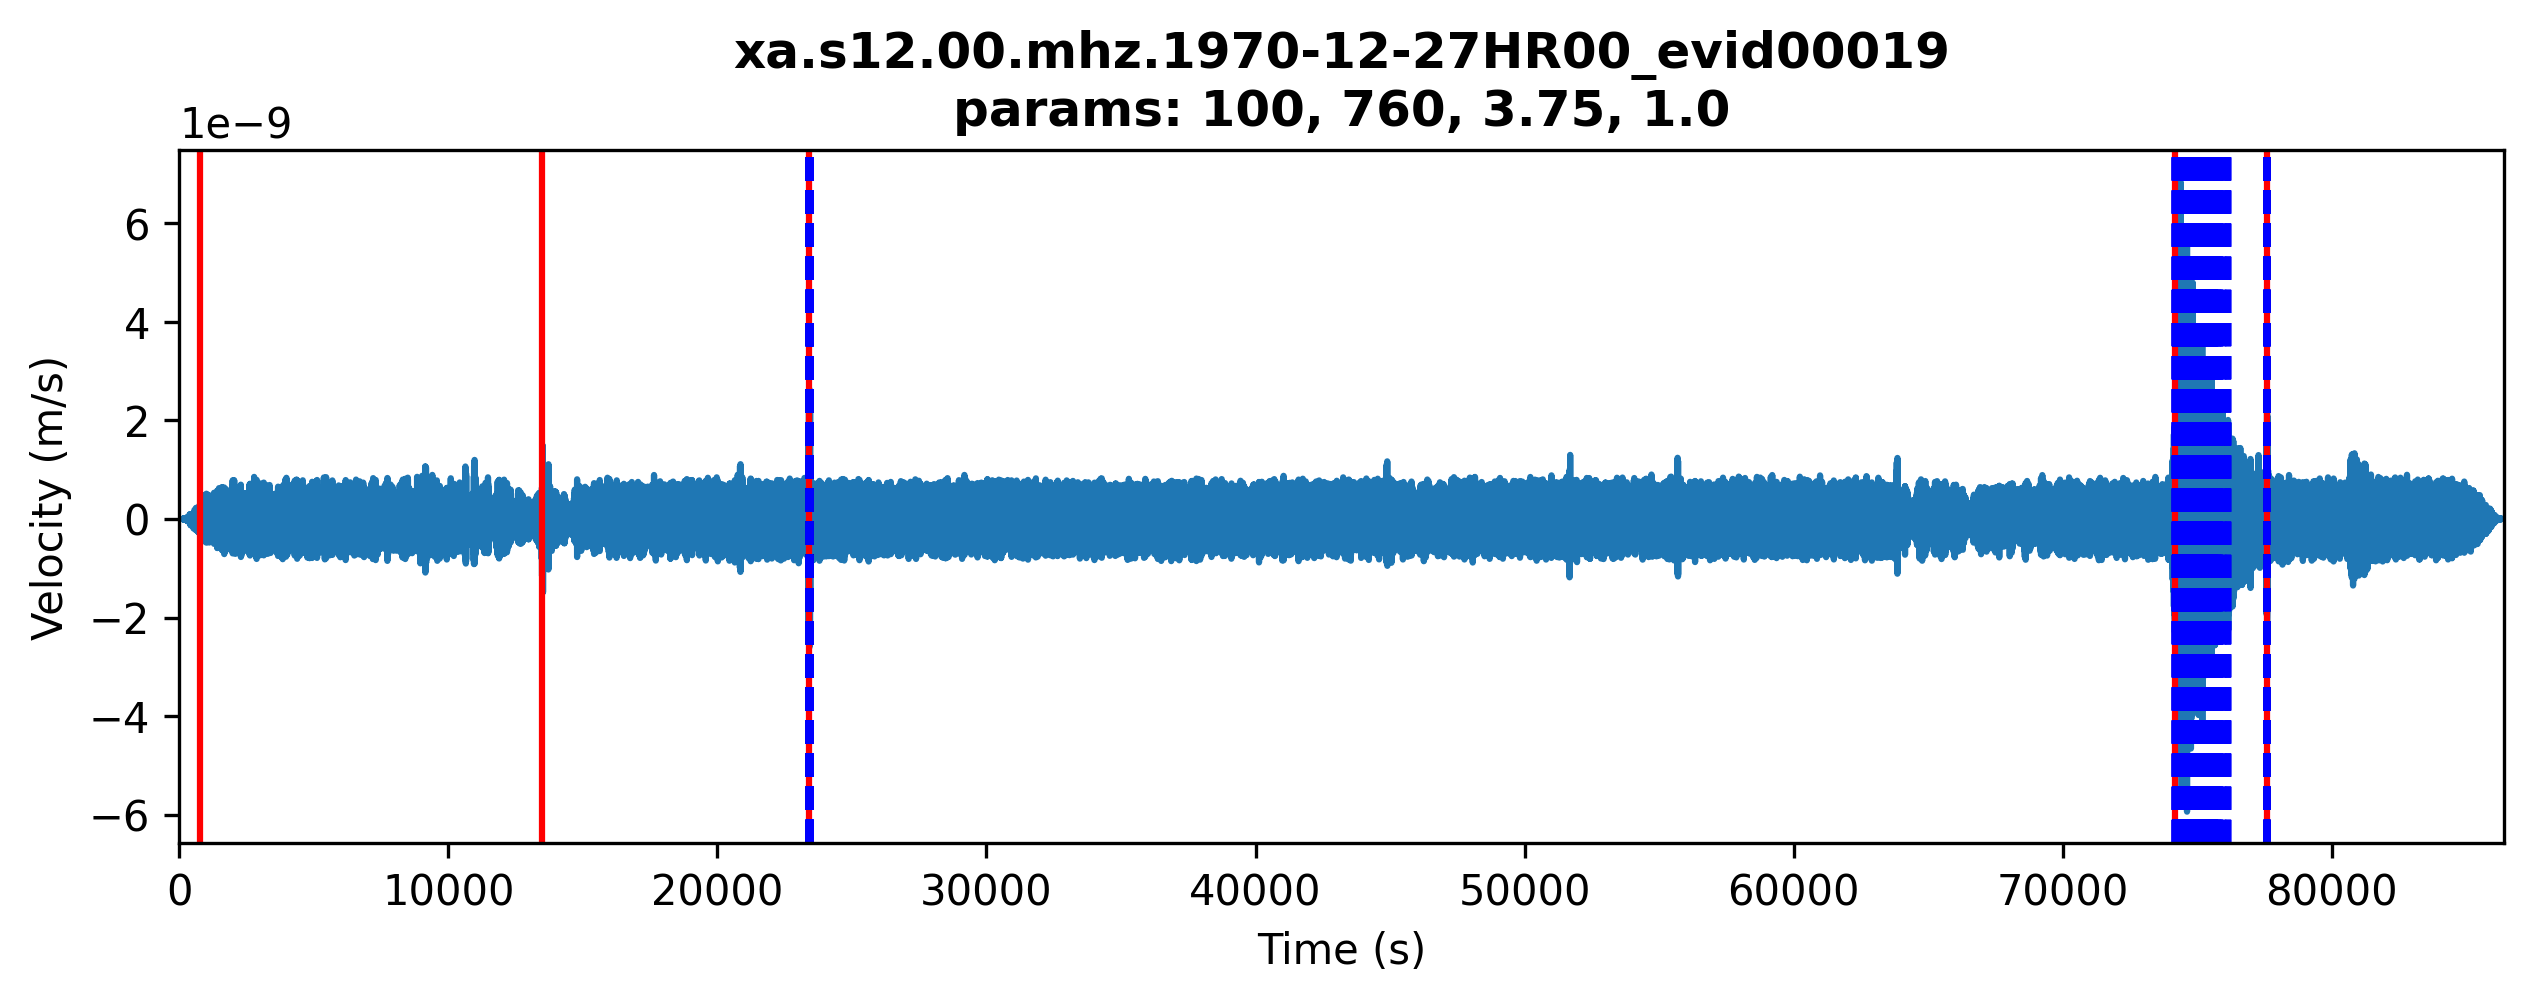 xa.s12.00.mhz.1970-12-27HR00_evid00019
params: 100, 760, 3.75, 1.0
1e−9
6
4
2
0
−2
−4
−6
Velocity (m/s)
0 10000 20000 30000 40000 50000 60000 70000 80000
Time (s)